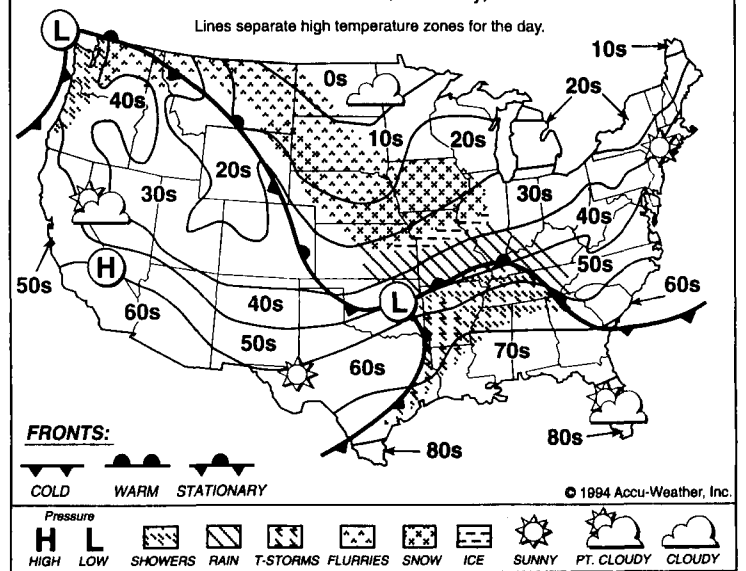 Lines separate high temperature zones for the day.
L
10s
0s
20s
40s
10s
20s
20s
30s
30s
40s
H
50s
50s
60s
60s
40s
L
50s
60s
70s
80s
80s
FRONTS:
COLD WARM STATIONARY
© 1994 Accu-Weather, Inc.
Pressure
H L
HIGH LOW SHOWERS RAIN T-STORMS FLURRIES SNOW ICE SUNNY PT. CLOUDY CLOUDY